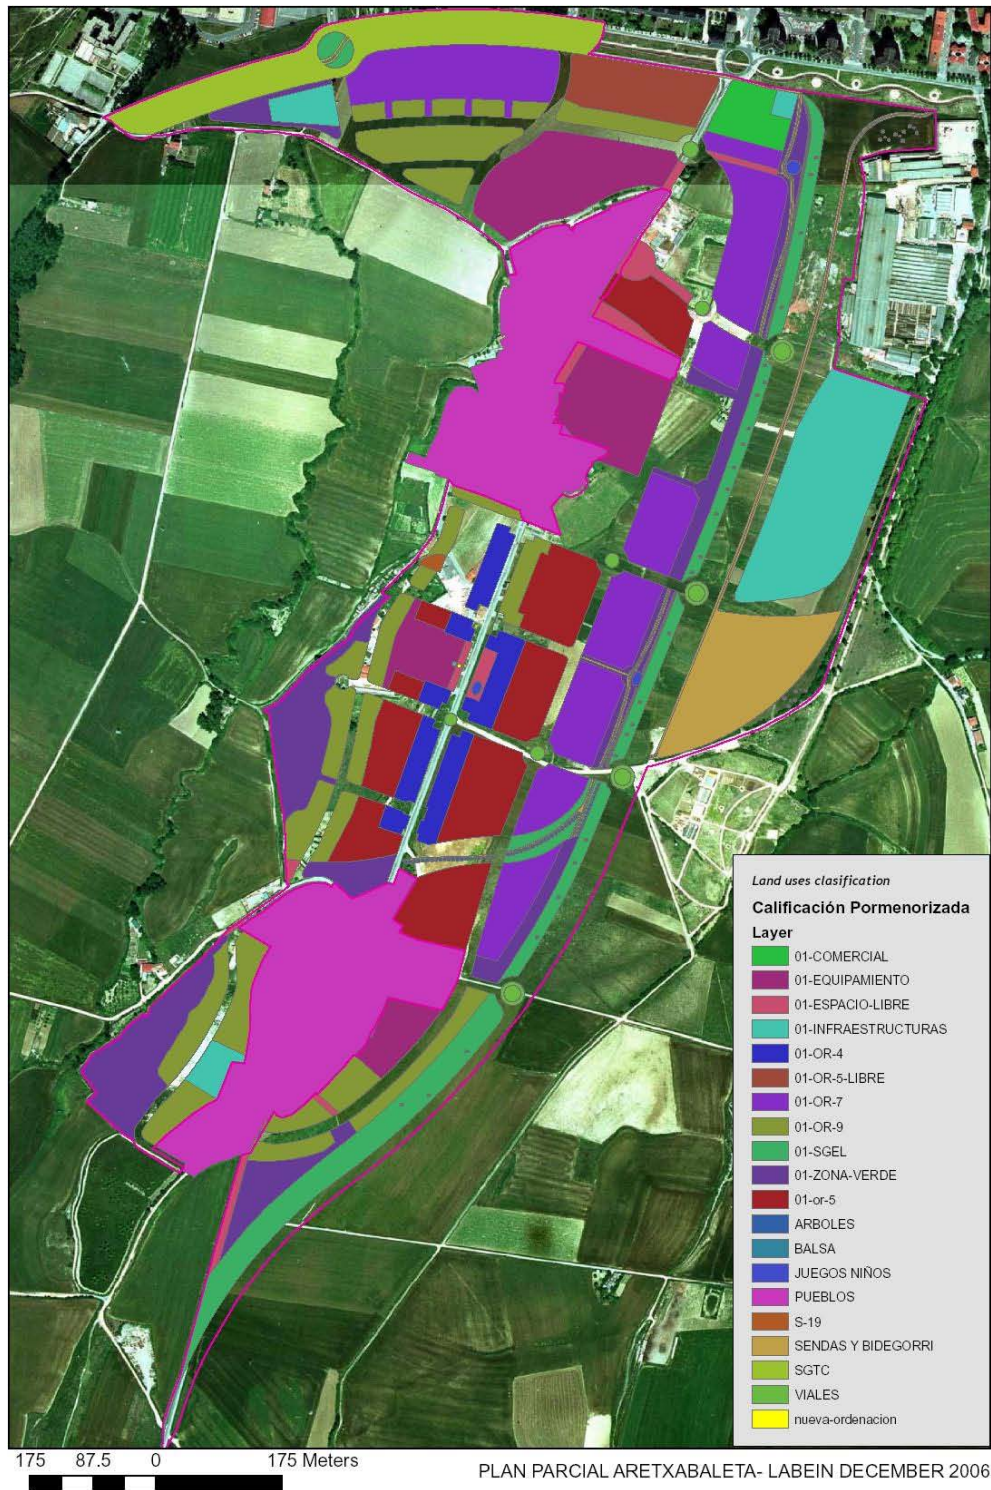 Land uses clasification
Calificación Pormenorizada
Layer
01-COMERCIAL
01-EQUIPAMIENTO
01-ESPACIO-LIBRE
01-INFRAESTRUCTURAS
01-OR-4
01-OR-5-LIBRE
01-OR-7
01-OR-9
01-SGEL
01-ZONA-VERDE
01-or-5
ARBOLES
BALSA
JUEGOS NIÑOS
PUEBLOS
S-19
SENDAS Y BIDEGORRI
SGTC
VIALES
nueva-ordenacion
175 87.5 0 175 Meters
PLAN PARCIAL ARETXABALETA- LABEIN DECEMBER 2006